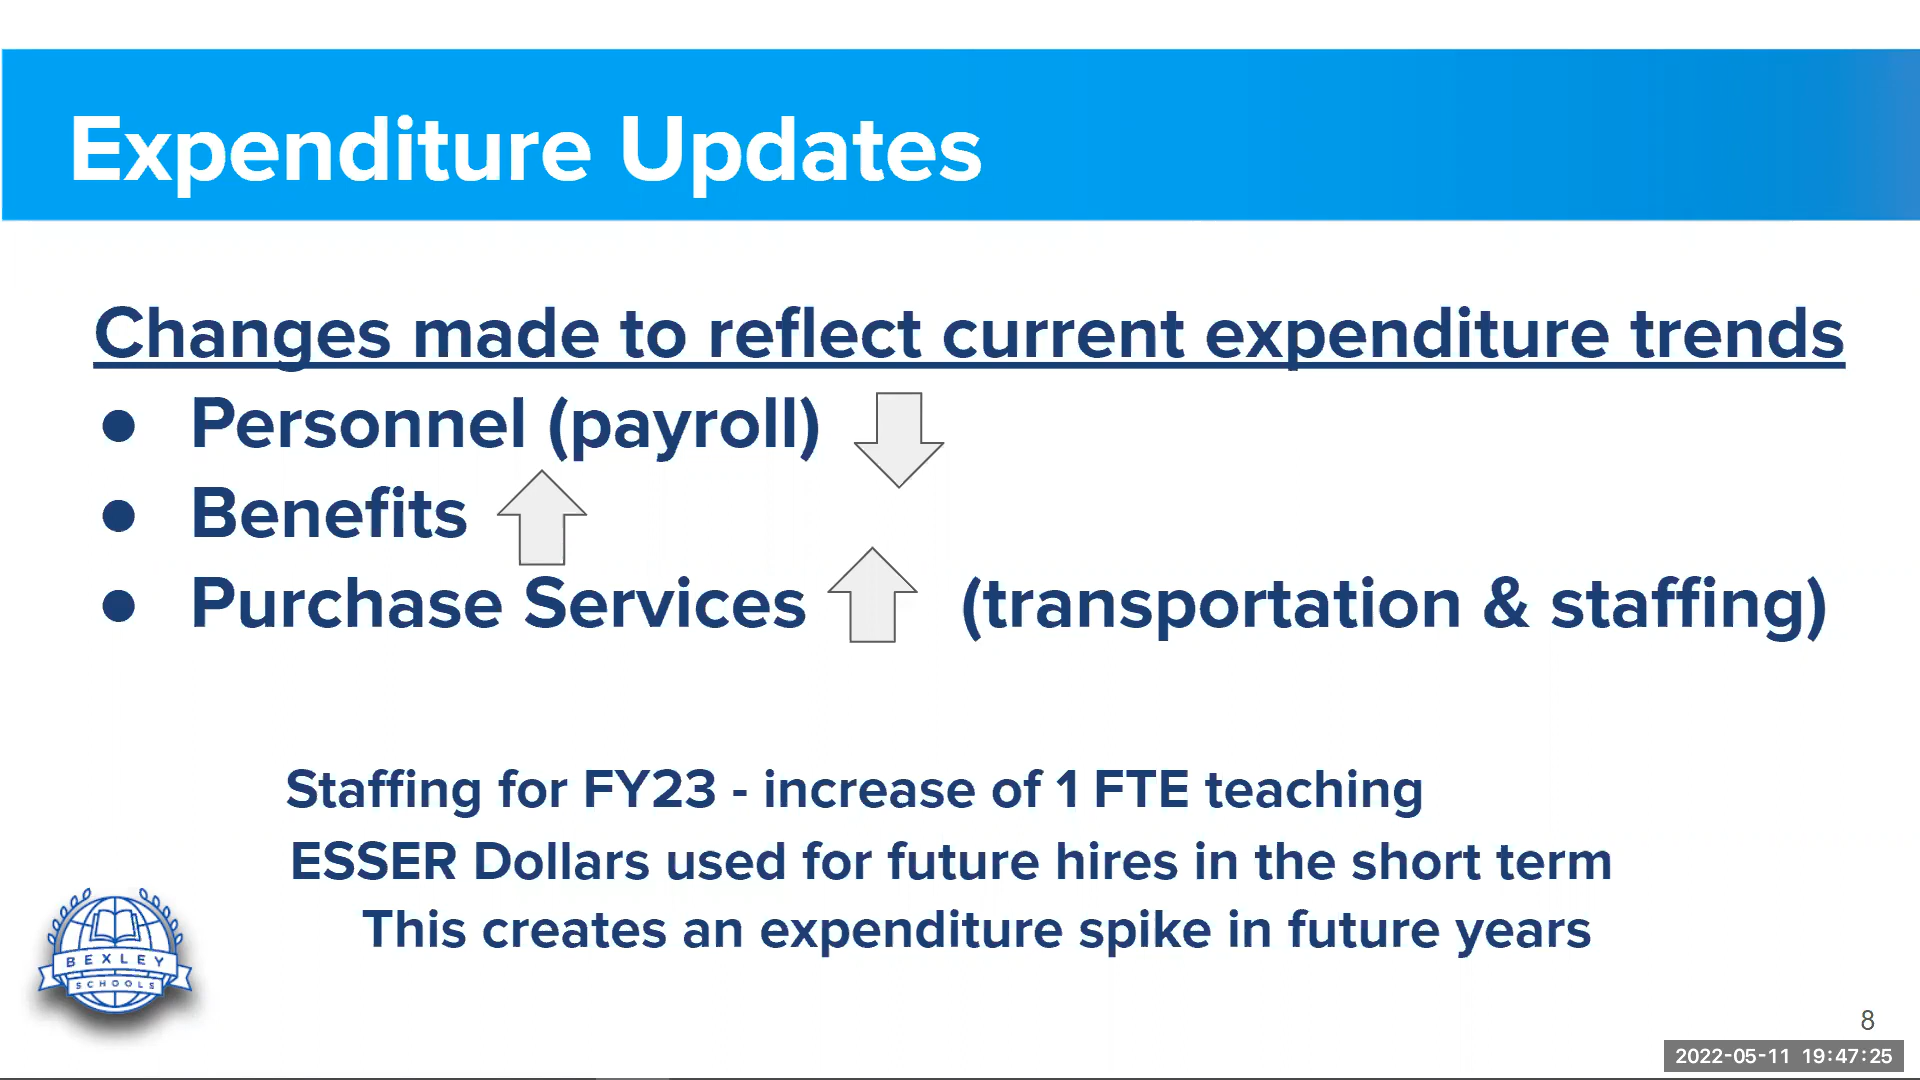 Expenditure Updates
Changes made to reflect current expenditure trends
● Personnel (payroll)
● Benefits
● Purchase Services (transportation & staffing)
Staffing for FY23 - increase of 1 FTE teaching
ESSER Dollars used for future hires in the short term
This creates an expenditure spike in future years
BEXLEY
SCHOOLS
8
2022-05-11 19:47:25